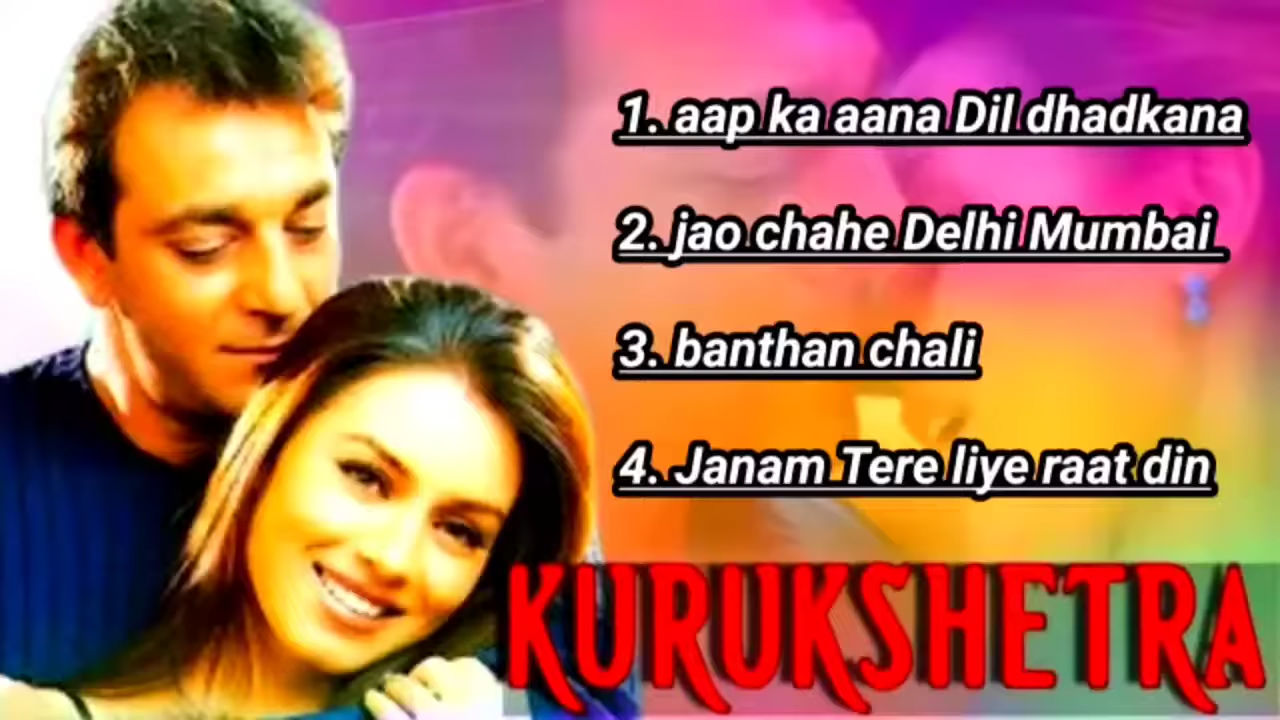 1. aap ka aana Dil dhadkana
2. jao chahe Delhi Mumbai
3. banthan chali
4. Janam Tere liye raat din
KURUKSHETRA